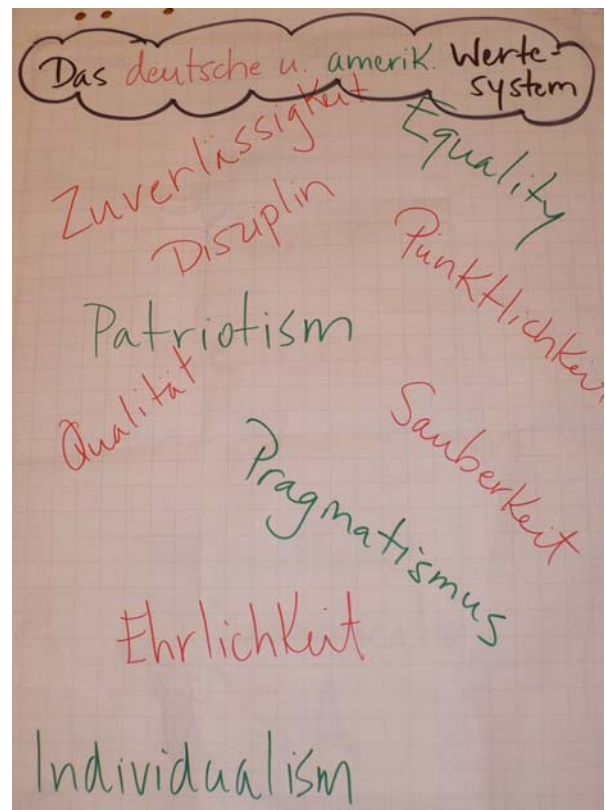 Das deutsche u. amerik. Werte-
system
Zuverlässigkeit
Equality
Disziplin
Pünktlichkeit
Patriotism
Qualität
Sauberkeit
Pragmatismus
Ehrlichkeit
Individualism